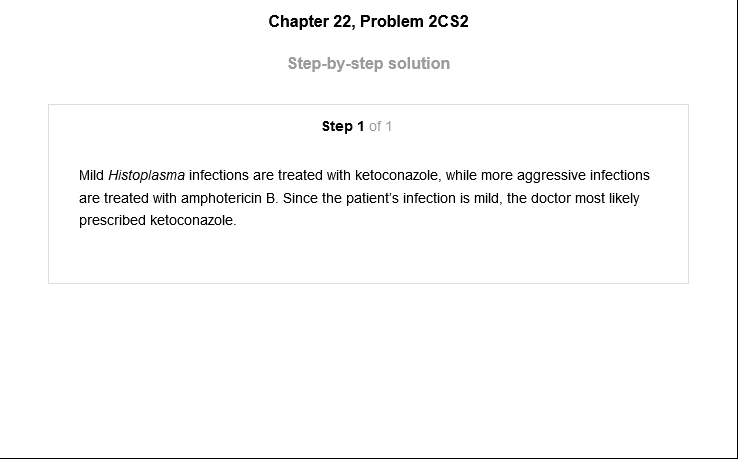 Chapter 22, Problem 2CS2
Step-by-step solution
Step 1 of 1
Mild Histoplasma infections are treated with ketoconazole, while more aggressive infections
are treated with amphotericin B. Since the patient’s infection is mild, the doctor most likely
prescribed ketoconazole.